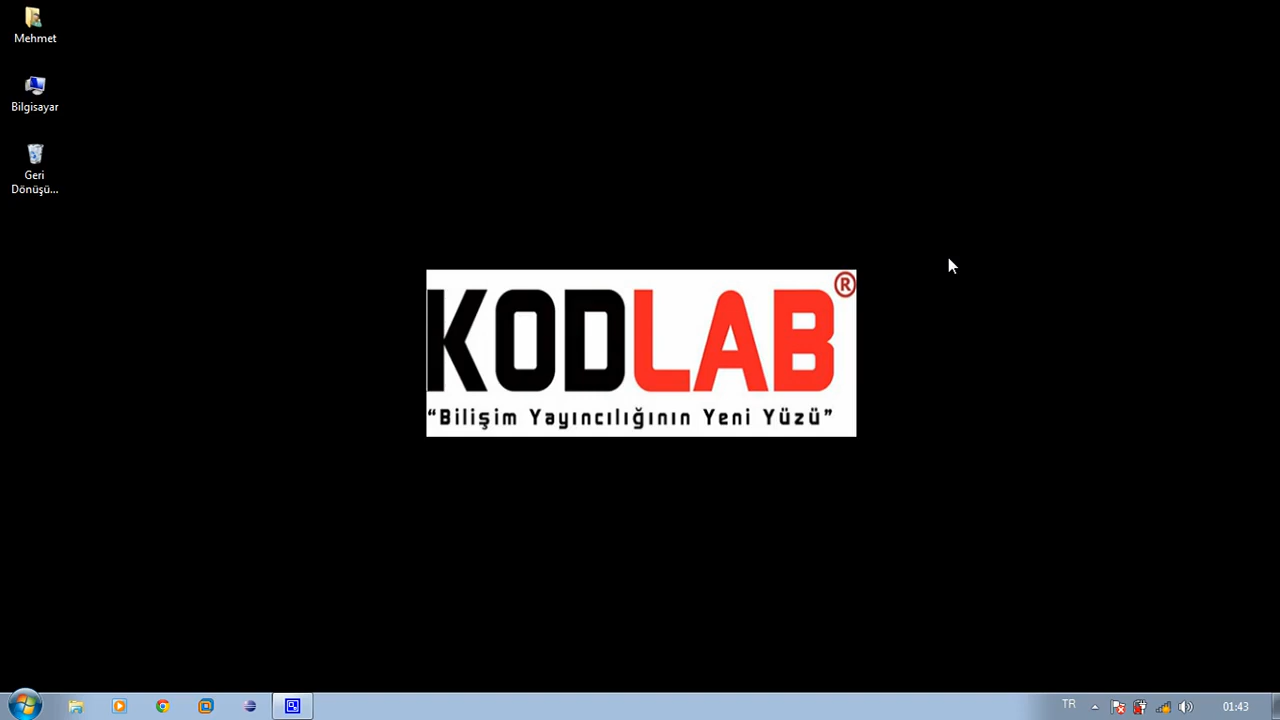 Mehmet
Bilgisayar
Geri
Dönüşü...
KODLAB®
“Bilişim Yayıncılığının Yeni Yüzü”
TR
01:43